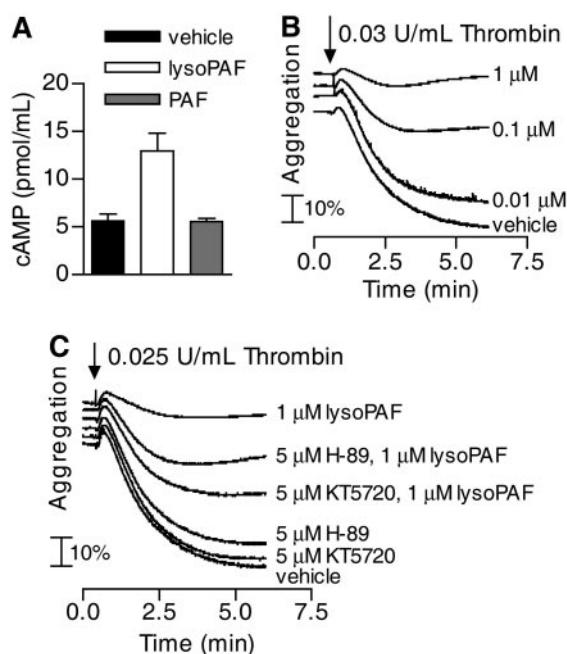 A
vehicle
lysoPAF
PAF
cAMP (pmol/mL)
20
15
10
5
0
B
0.03 U/mL Thrombin
Aggregation
10%
1 μM
0.1 μM
0.01 μM
vehicle
0.0 2.5 5.0 7.5
Time (min)
C
0.025 U/mL Thrombin
Aggregation
10%
1 μM lysoPAF
5 μM H-89, 1 μM lysoPAF
5 μM KT5720, 1 μM lysoPAF
5 μM H-89
5 μM KT5720
vehicle
0.0 2.5 5.0 7.5
Time (min)